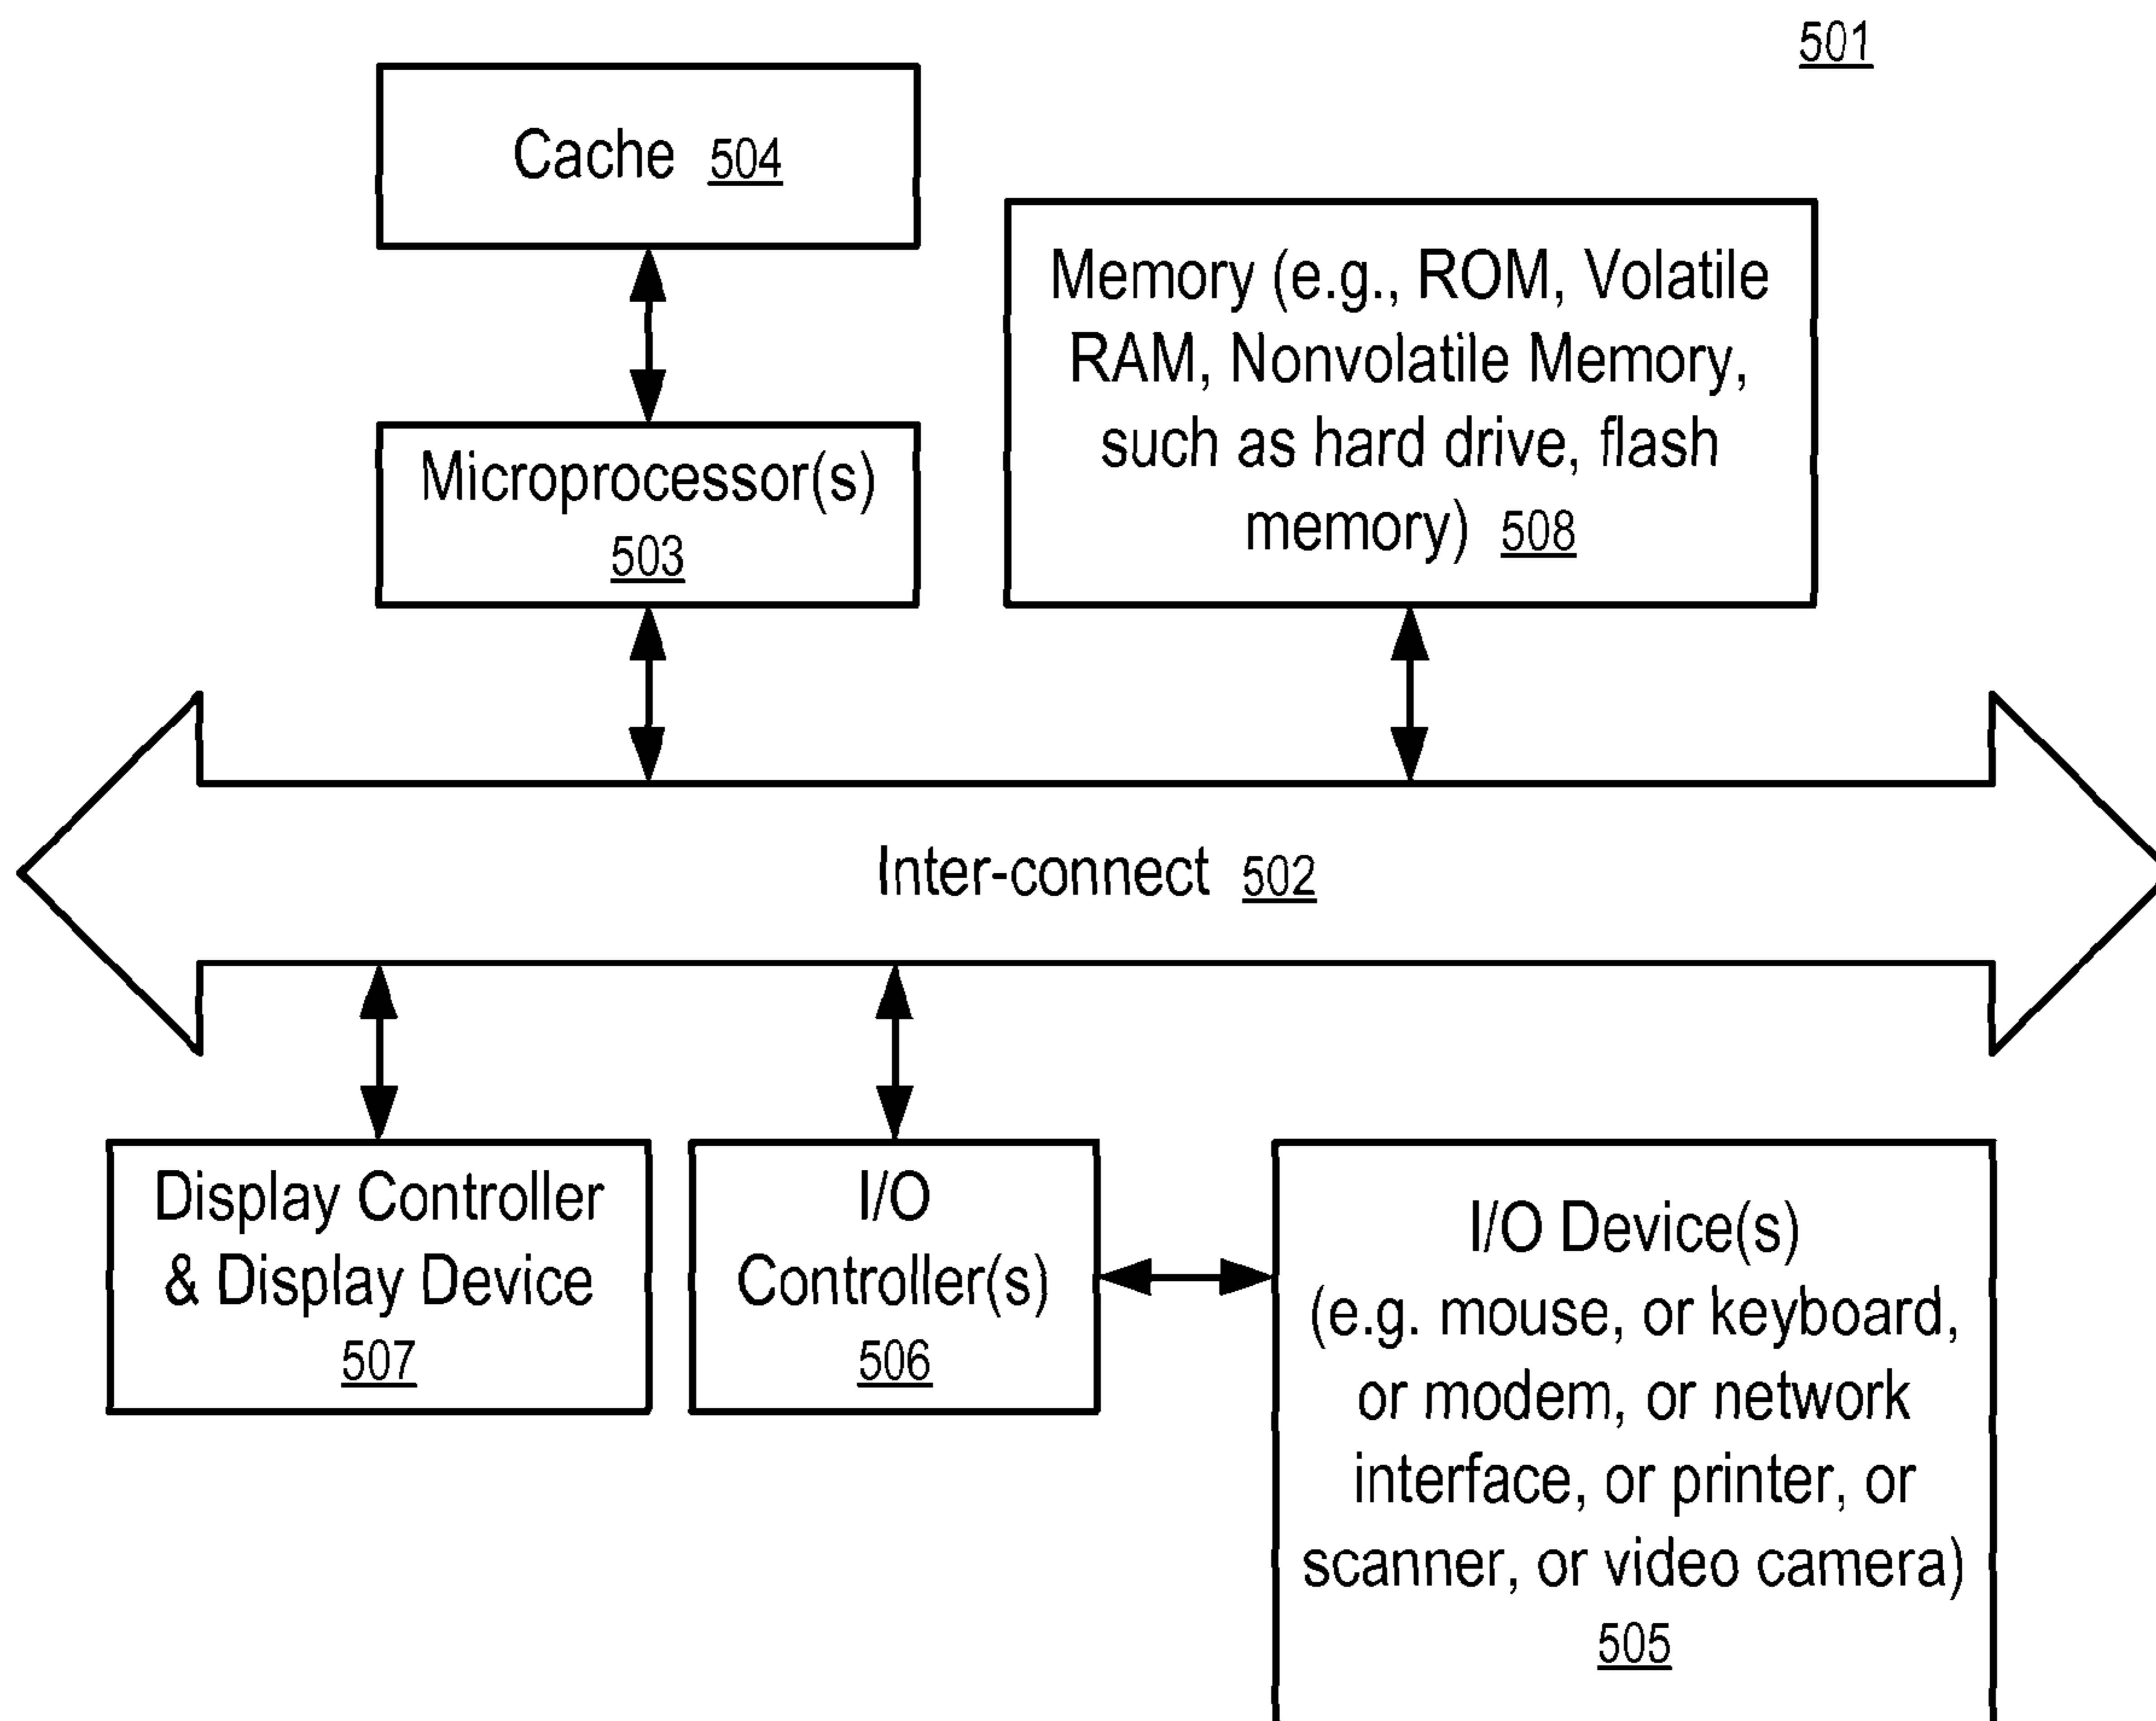 501
Cache 504
Memory (e.g., ROM, Volatile
RAM, Nonvolatile Memory,
such as hard drive, flash
memory) 508
Microprocessor(s)
503
Inter-connect 502
Display Controller
& Display Device
507
I/O
Controller(s)
506
I/O Device(s)
(e.g. mouse, or keyboard,
or modem, or network
interface, or printer, or
scanner, or video camera)
505